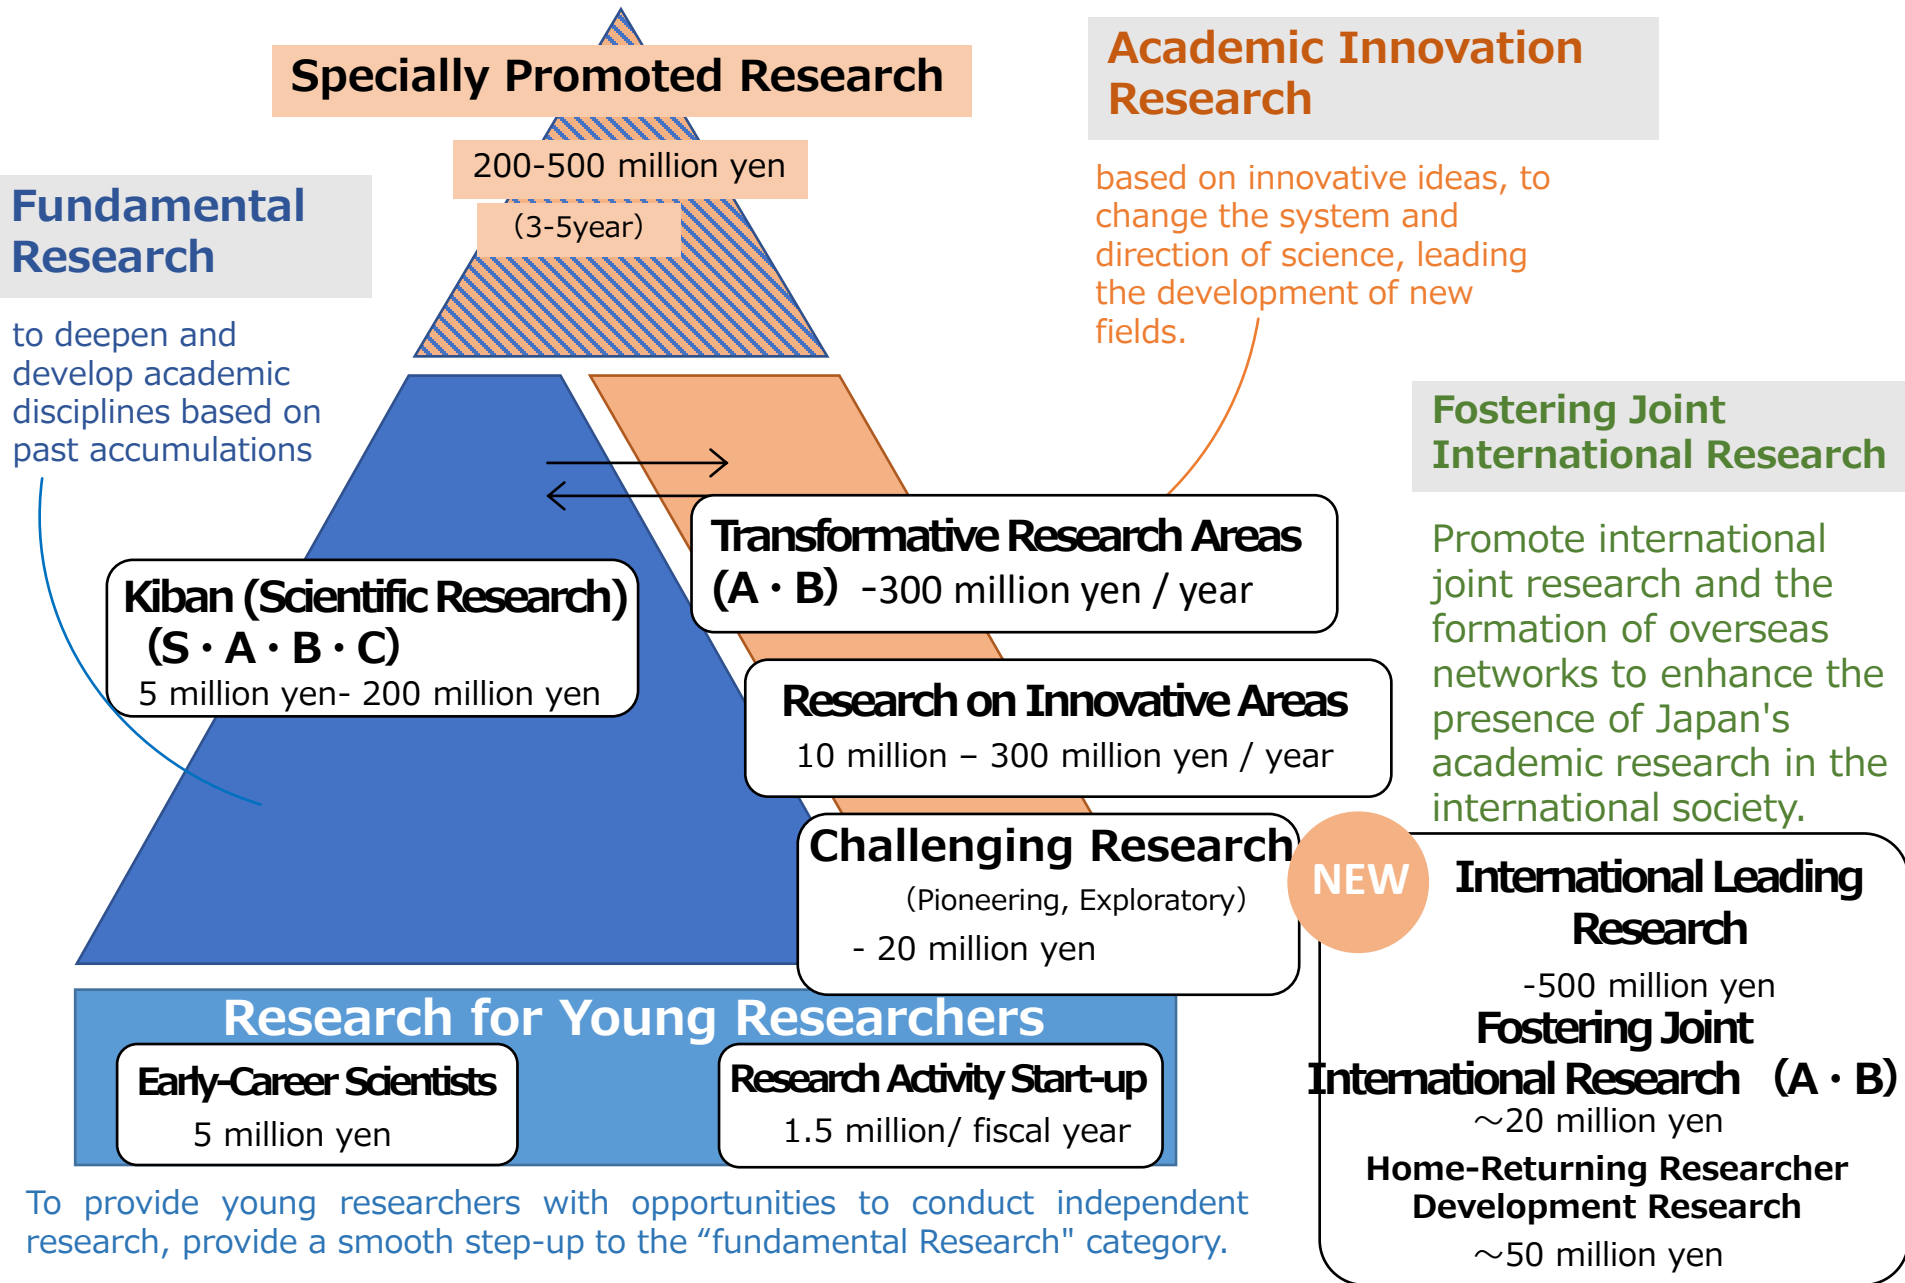 Specially Promoted Research
200-500 million yen
（3-5year）
Academic Innovation
Research
based on innovative ideas, to
change the system and
direction of science, leading
the development of new
fields.
Fundamental
Research
to deepen and
develop academic
disciplines based on
past accumulations
Fostering Joint
International Research
Promote international
joint research and the
formation of overseas
networks to enhance the
presence of Japan's
academic research in the
international society.
Transformative Research Areas
（A・B） -300 million yen / year
Kiban (Scientific Research)
（S・A・B・C）
5 million yen- 200 million yen
Research on Innovative Areas
10 million – 300 million yen / year
Challenging Research
（Pioneering, Exploratory）
- 20 million yen
NEW
International Leading
Research
-500 million yen
Fostering Joint
International Research （A・B）
～20 million yen
Home-Returning Researcher
Development Research
～50 million yen
Research for Young Researchers
Early-Career Scientists
5 million yen
Research Activity Start-up
1.5 million/ fiscal year
To provide young researchers with opportunities to conduct independent
research, provide a smooth step-up to the “fundamental Research" category.